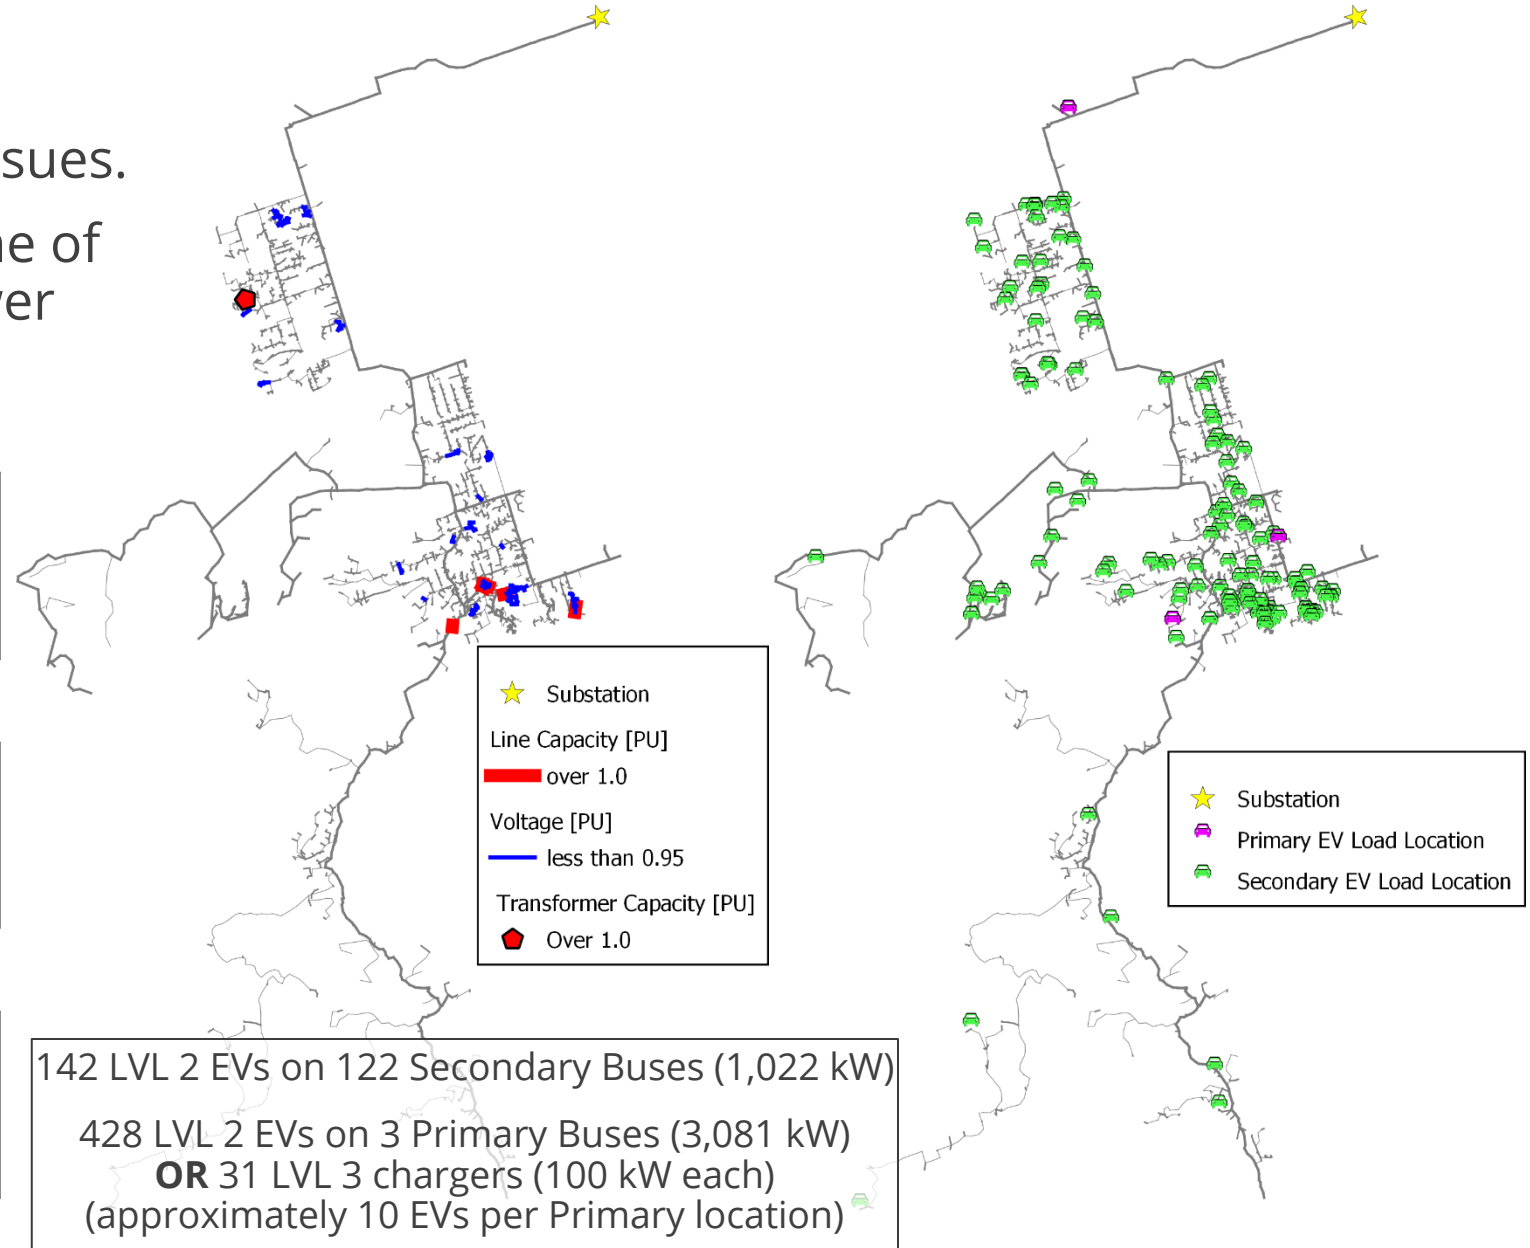 sues.
ne of
ver
Substation
Line Capacity [PU]
over 1.0
Voltage [PU]
less than 0.95
Transformer Capacity [PU]
Over 1.0
Substation
Primary EV Load Location
Secondary EV Load Location
142 LVL 2 EVs on 122 Secondary Buses (1,022 kW)
428 LVL 2 EVs on 3 Primary Buses (3,081 kW)
OR 31 LVL 3 chargers (100 kW each)
(approximately 10 EVs per Primary location)